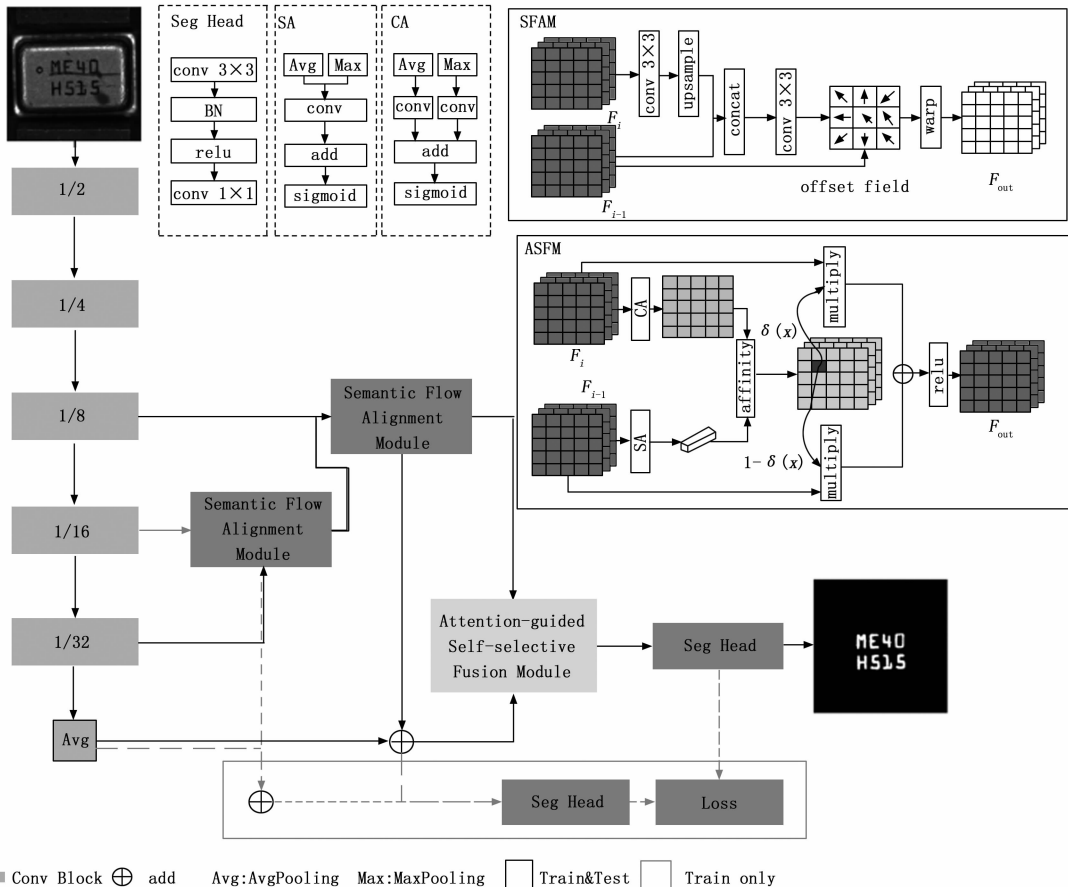 ME40
H515
Seg Head
conv 3×3
BN
relu
conv 1×1
SA
Avg Max
conv
add
sigmoid
CA
Avg Max
conv conv
add
sigmoid
SFAM
F_i
conv 3×3
upsample
F_{i-1}
concat
conv 3×3
offset field
warp
F_out
ASFM
F_i
CA
F_{i-1}
SA
affinity
δ(x)
1-δ(x)
multiply
multiply
relu
F_out
1/2
1/4
1/8
1/16
1/32
Avg
Semantic Flow
Alignment
Module
Semantic Flow
Alignment
Module
Attention-guided
Self-selective
Fusion Module
Seg Head
ME40
H515
Seg Head
Loss
Conv Block add Avg:AvgPooling Max:MaxPooling Train&Test Train only